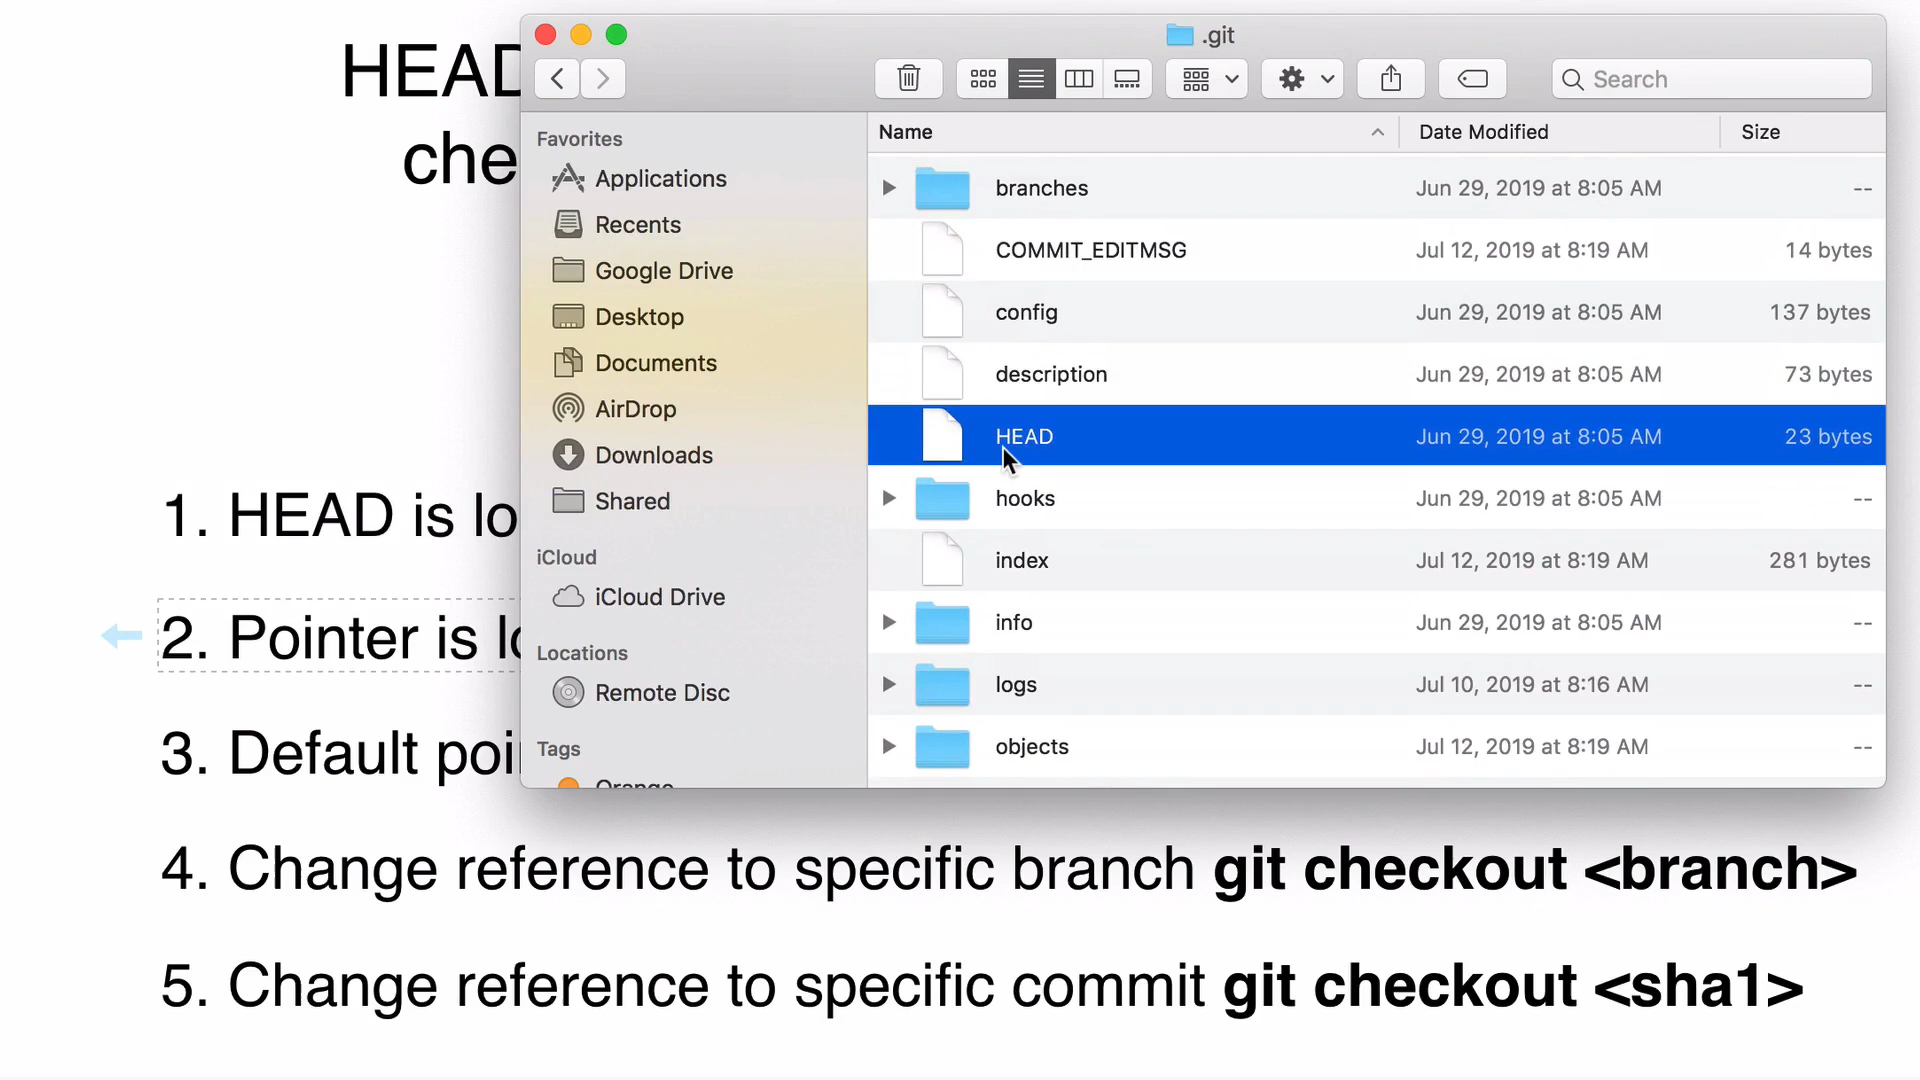 HEAD
che
.git
Search
Favorites
Applications
Recents
Google Drive
Desktop
Documents
AirDrop
Downloads
Shared
iCloud
iCloud Drive
Locations
Remote Disc
Tags
Orange
Name Date Modified Size
branches Jun 29, 2019 at 8:05 AM --
COMMIT_EDITMSG Jul 12, 2019 at 8:19 AM 14 bytes
config Jun 29, 2019 at 8:05 AM 137 bytes
description Jun 29, 2019 at 8:05 AM 73 bytes
HEAD Jun 29, 2019 at 8:05 AM 23 bytes
hooks Jun 29, 2019 at 8:05 AM --
index Jul 12, 2019 at 8:19 AM 281 bytes
info Jun 29, 2019 at 8:05 AM --
logs Jul 10, 2019 at 8:16 AM --
objects Jul 12, 2019 at 8:19 AM --
1. HEAD is lo
2. Pointer is lo
3. Default poi
4. Change reference to specific branch git checkout <branch>
5. Change reference to specific commit git checkout <sha1>